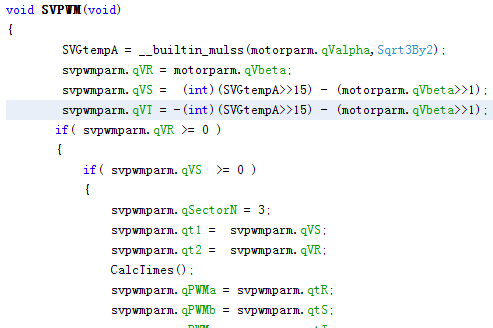 void SVPWM(void)
{
SVGtempA = __builtin_mulss(motorparm.qValpha,Sqrt3By2);
svpwmparm.qVR = motorparm.qVbeta;
svpwmparm.qVS =  (int)(SVGtempA>>15) - (motorparm.qVbeta>>1);
svpwmparm.qVT = -(int)(SVGtempA>>15) - (motorparm.qVbeta>>1);
if( svpwmparm.qVR >= 0 )
{
if( svpwmparm.qVS  >= 0 )
{
svpwmparm.qSectorN = 3;
svpwmparm.qt1 =  svpwmparm.qVS;
svpwmparm.qt2 =  svpwmparm.qVR;
CalcTimes();
svpwmparm.qPWMa = svpwmparm.qtR;
svpwmparm.qPWMb = svpwmparm.qtS;